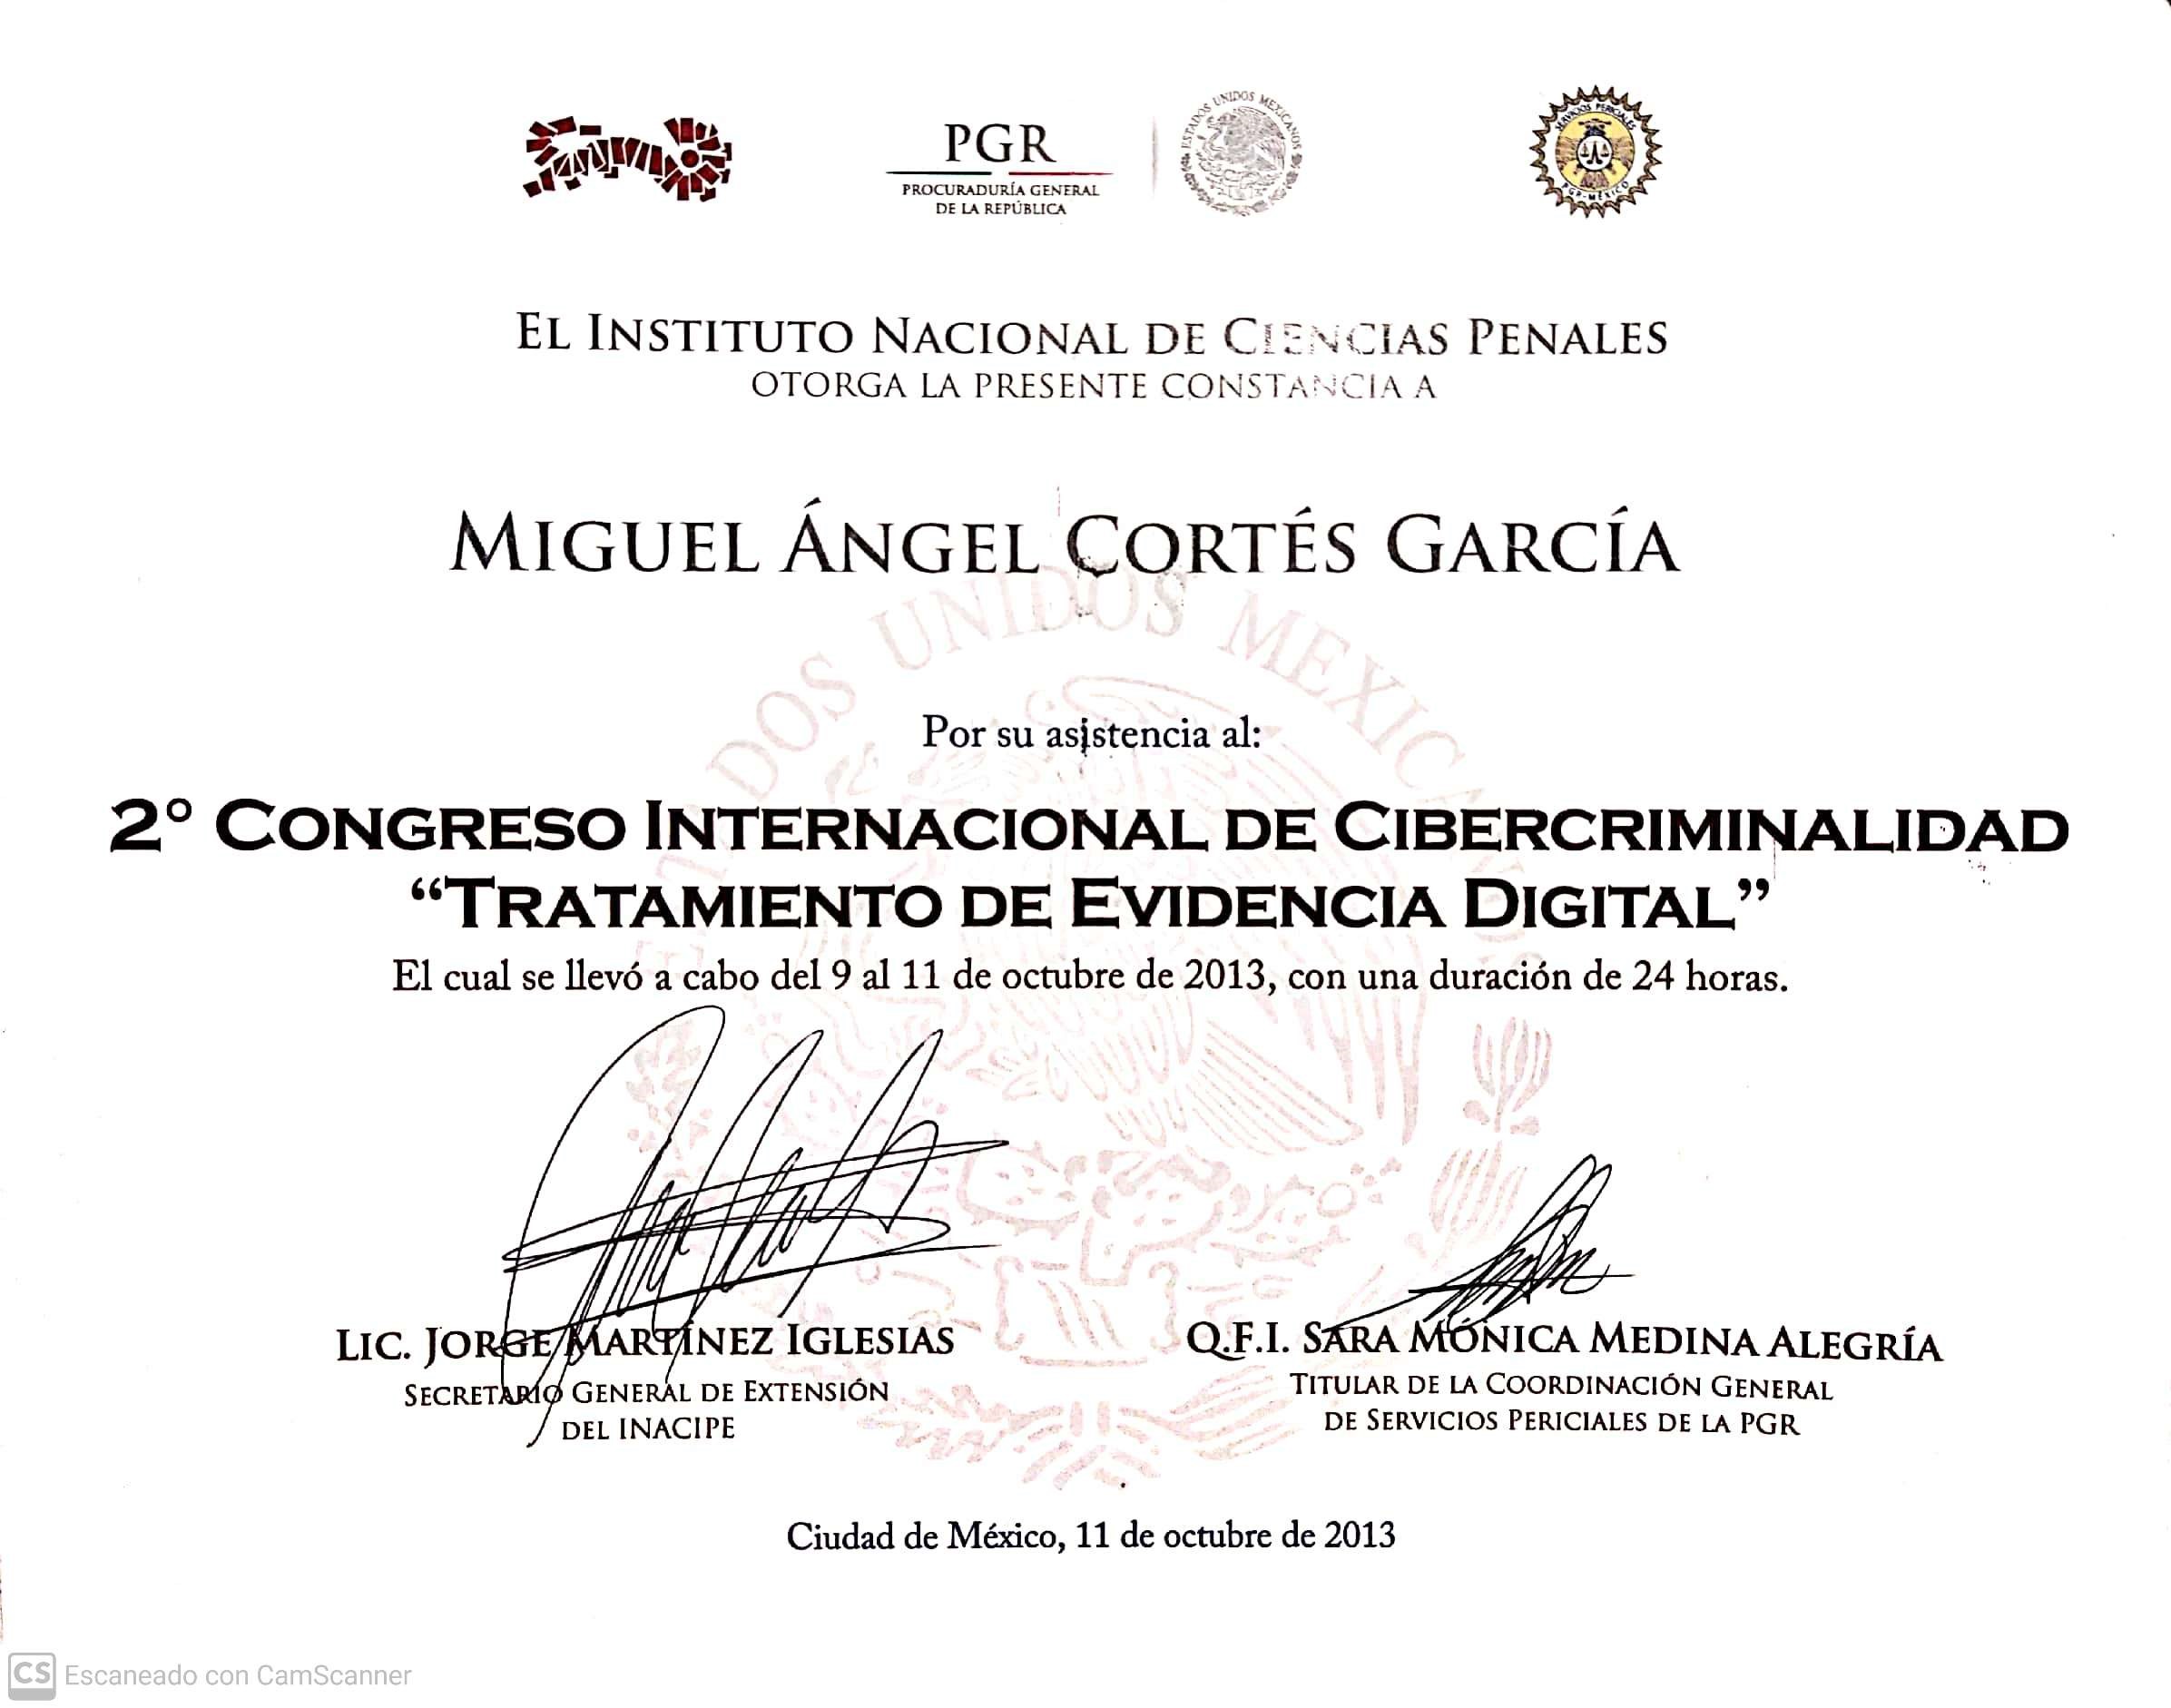 PGR
PROCURADURÍA GENERAL
DE LA REPÚBLICA
ESTADOS UNIDOS MEXICANOS
SERVICIOS PERICIALES
PGR-MÉXICO
EL INSTITUTO NACIONAL DE CIENCIAS PENALES
OTORGA LA PRESENTE CONSTANCIA A
MIGUEL ÁNGEL CORTÉS GARCÍA
Por su asistencia al:
2° CONGRESO INTERNACIONAL DE CIBERCRIMINALIDAD
“TRATAMIENTO DE EVIDENCIA DIGITAL”
El cual se llevó a cabo del 9 al 11 de octubre de 2013, con una duración de 24 horas.
LIC. JORGE MARTÍNEZ IGLESIAS
SECRETARIO GENERAL DE EXTENSIÓN
DEL INACIPE
Q.F.I. SARA MÓNICA MEDINA ALEGRÍA
TITULAR DE LA COORDINACIÓN GENERAL
DE SERVICIOS PERICIALES DE LA PGR
Ciudad de México, 11 de octubre de 2013
CS Escaneado con CamScanner